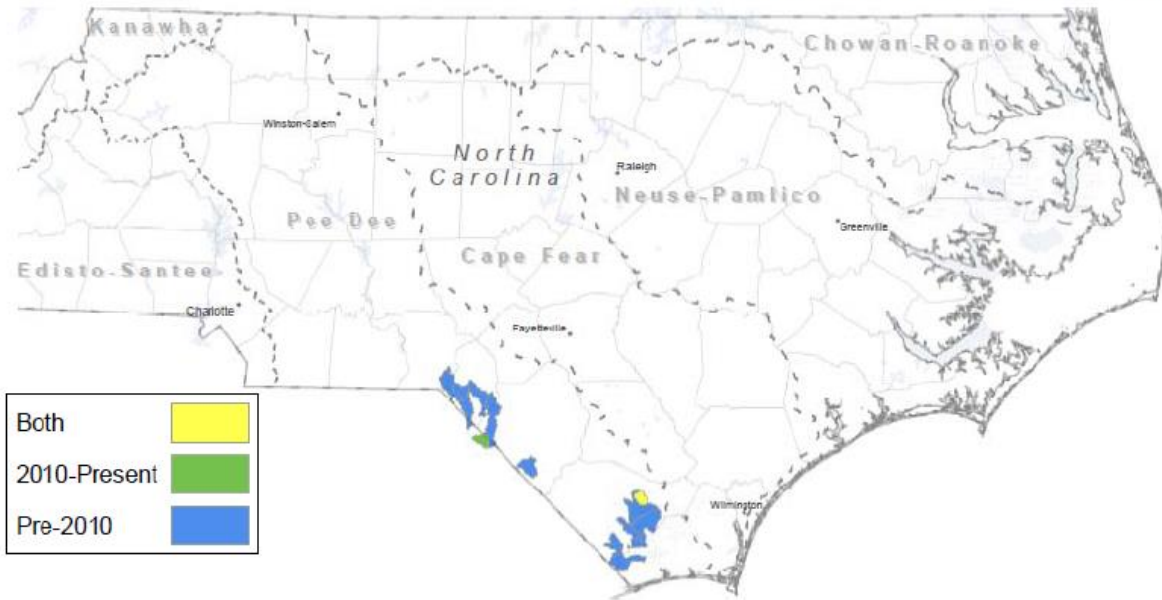 Kanawha
Chowan-Roanoke
Winston-Salem
North
Carolina
Raleigh
Neuse-Pamlico
Pee Dee
Greenville
Cape Fear
Edisto-Santee
Charlotte
Fayetteville
Wilmington
Both
2010-Present
Pre-2010